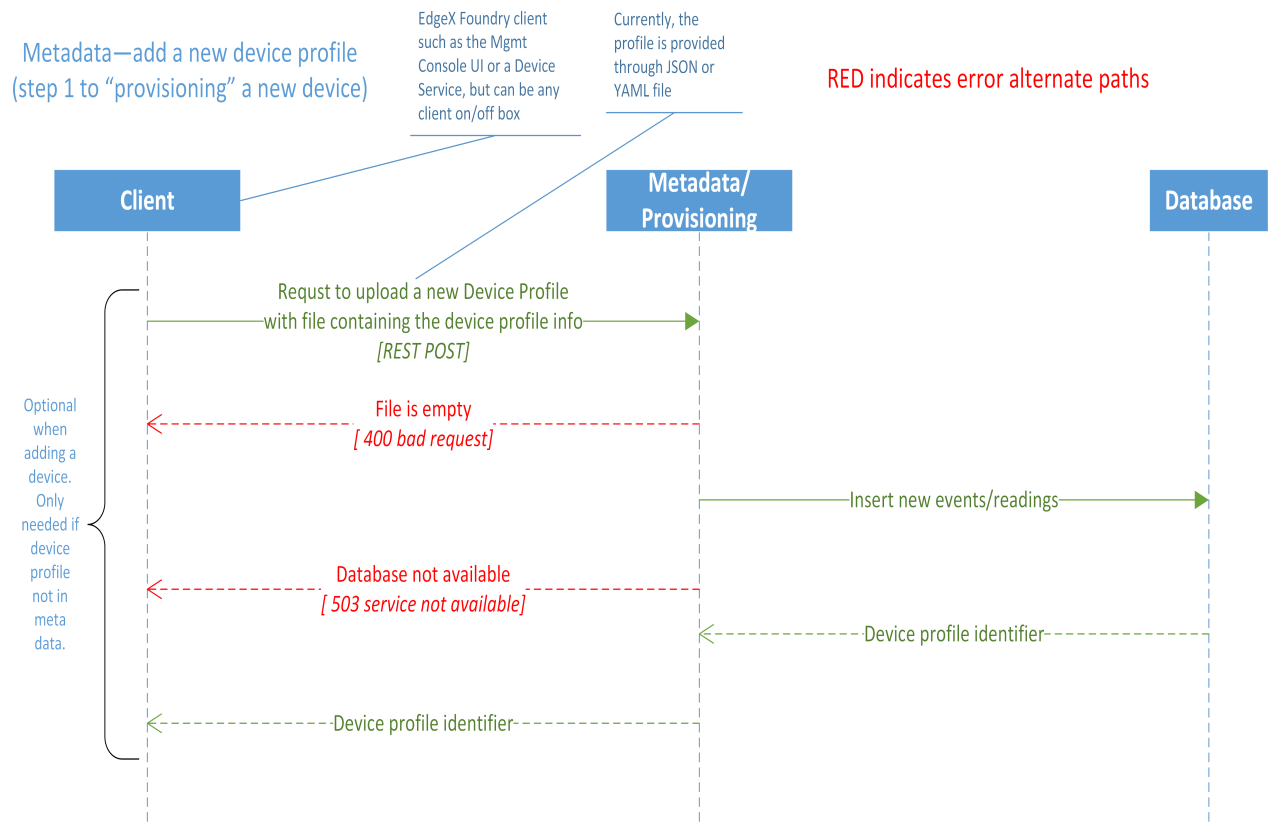 Metadata—add a new device profile
(step 1 to “provisioning” a new device)
EdgeX Foundry client
such as the Mgmt
Console UI or a Device
Service, but can be any
client on/off box
Currently, the
profile is provided
through JSON or
YAML file
RED indicates error alternate paths
Client
Metadata/
Provisioning
Database
Requst to upload a new Device Profile
with file containing the device profile info
[REST POST]
File is empty
[ 400 bad request]
Insert new events/readings
Database not available
[ 503 service not available]
Device profile identifier
Device profile identifier
Optional
when
adding a
device.
Only
needed if
device
profile
not in
meta
data.